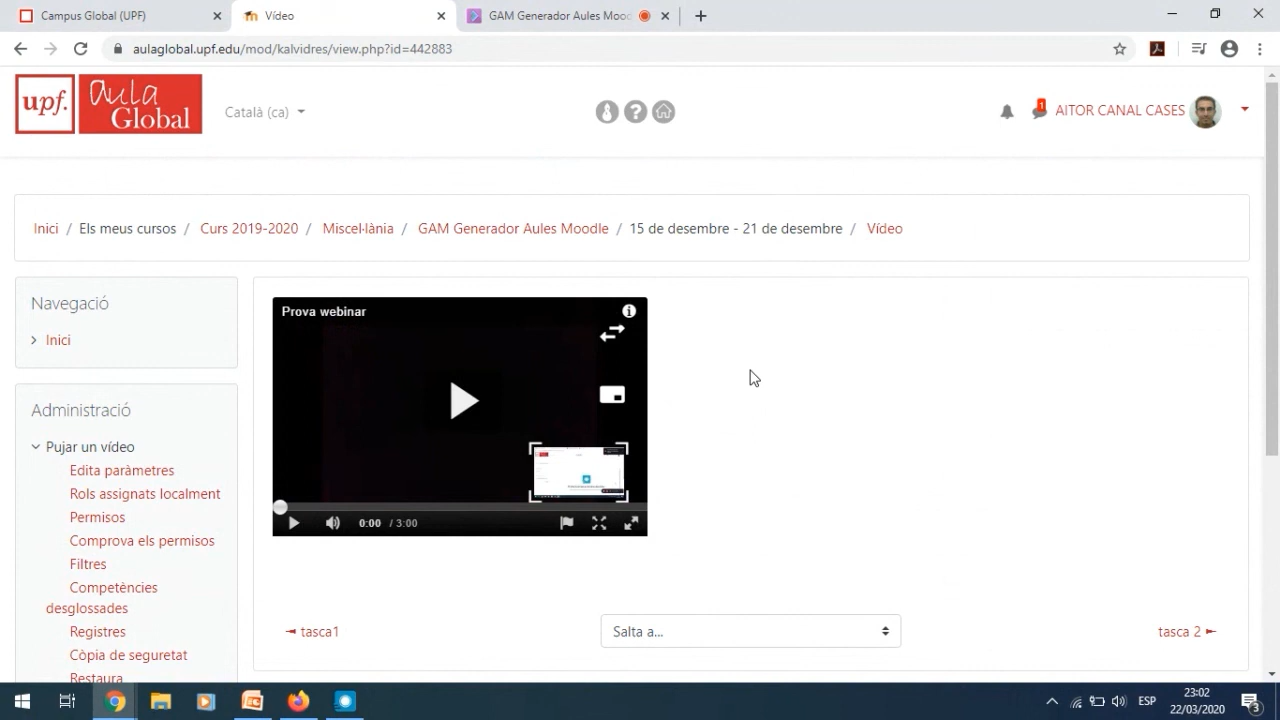 Campus Global (UPF)
Vídeo
GAM Generador Aules Mood
aulaglobal.upf.edu/mod/kalvidres/view.php?id=442883
upf.
aula
Global
Català (ca)
1
AITOR CANAL CASES
Inici / Els meus cursos / Curs 2019-2020 / Miscel·lània / GAM Generador Aules Moodle / 15 de desembre - 21 de desembre / Vídeo
Navegació
Inici
Administració
Pujar un vídeo
Edita paràmetres
Rols assignats localment
Permisos
Comprova els permisos
Filtres
Competències
desglossades
Registres
Còpia de seguretat
Restaura
Prova webinar
0:00 / 3:00
◄ tasca1
Salta a...
tasca 2 ►
ESP
23:02
22/03/2020
3